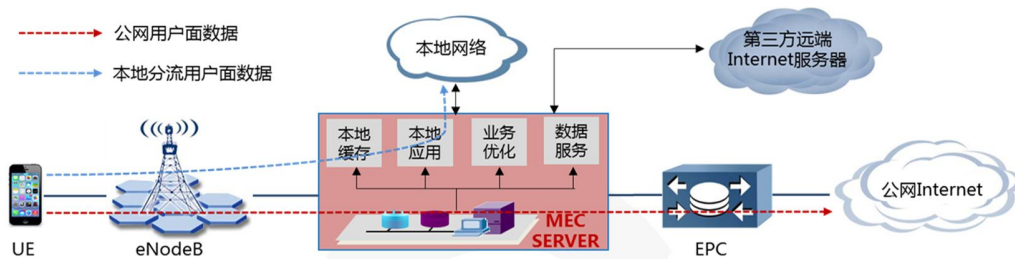 公网用户面数据
本地分流用户面数据
本地网络
第三方远端
Internet服务器
本地
缓存
本地
应用
业务
优化
数据
服务
公网Internet
MEC
SERVER
UE
eNodeB
EPC